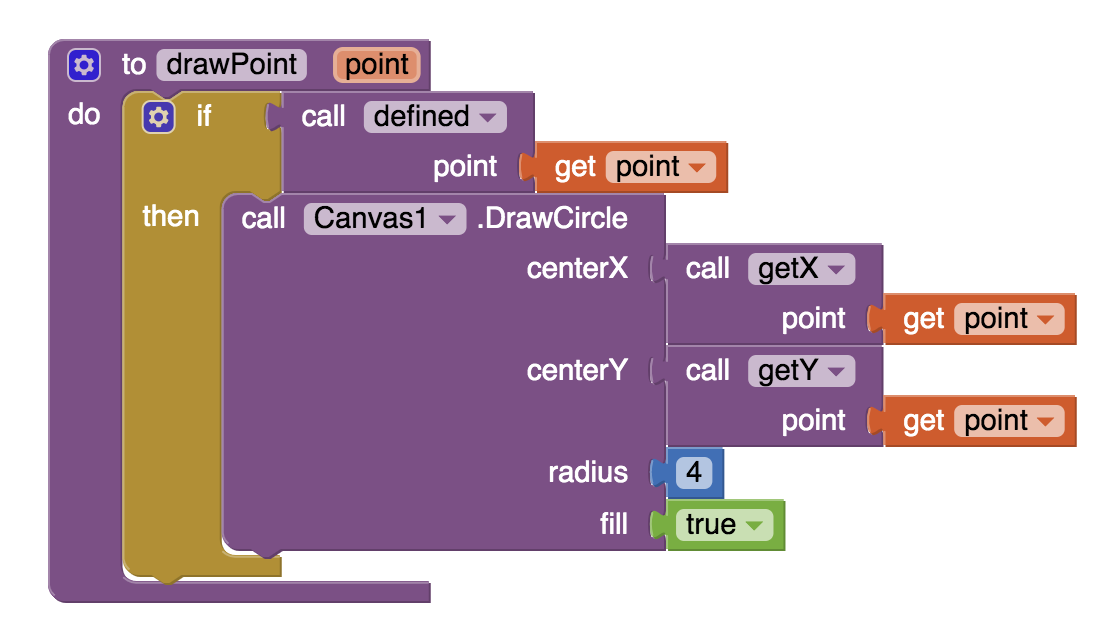 to drawPoint point
do if call defined
point get point
then call Canvas1 .DrawCircle
centerX call getX
point get point
centerY call getY
point get point
radius 4
fill true